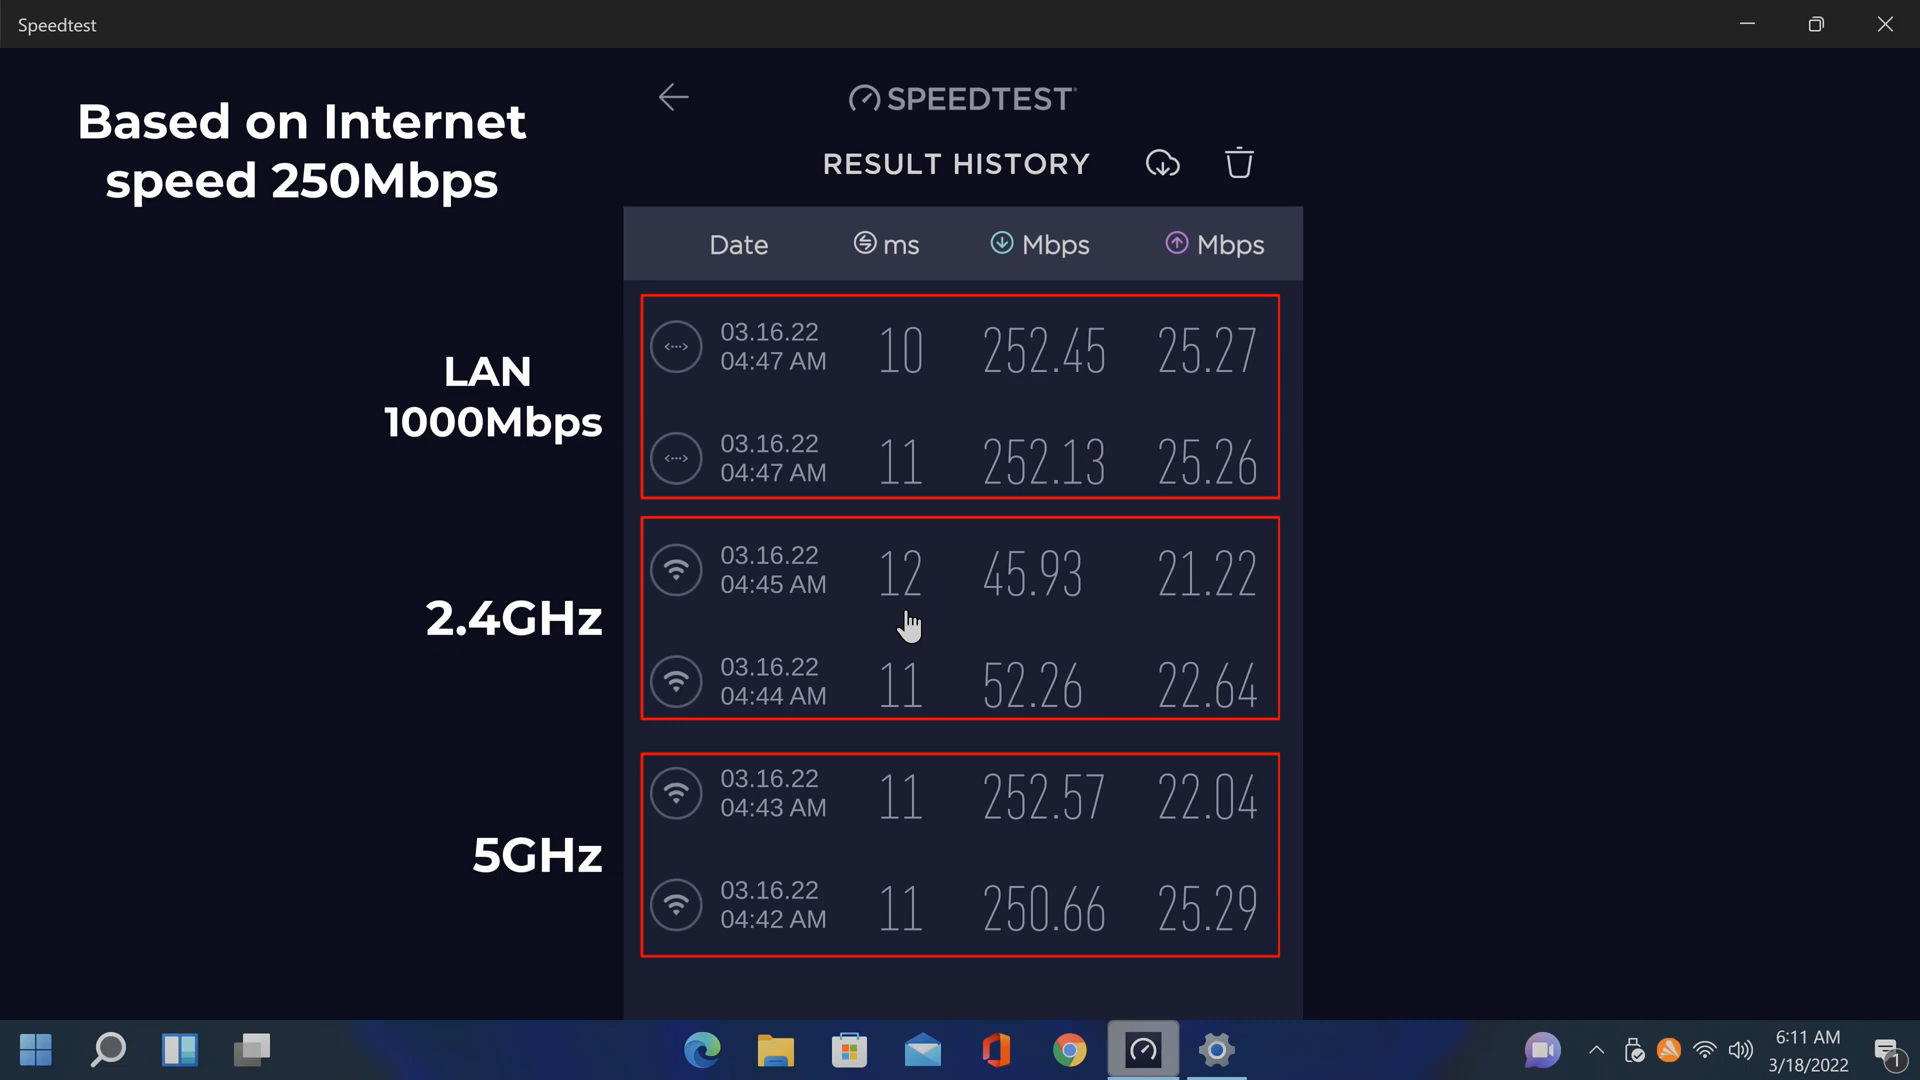 Speedtest
Based on Internet
speed 250Mbps
SPEEDTEST
RESULT HISTORY
Date ms Mbps Mbps
LAN
1000Mbps
03.16.22
04:47 AM
10 252.45 25.27
03.16.22
04:47 AM
11 252.13 25.26
2.4GHz
03.16.22
04:45 AM
12 45.93 21.22
03.16.22
04:44 AM
11 52.26 22.64
5GHz
03.16.22
04:43 AM
11 252.57 22.04
03.16.22
04:42 AM
11 250.66 25.29
6:11 AM
3/18/2022
1